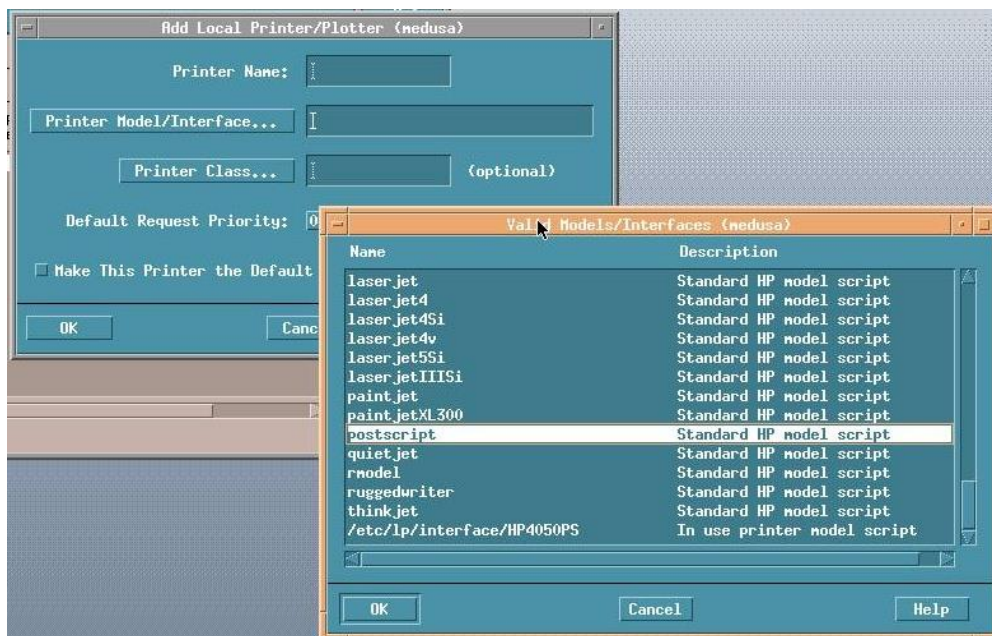 Add Local Printer/Plotter (medusa)
Printer Name:
Printer Model/Interface...
Printer Class... (optional)
Default Request Priority: 0
Make This Printer the Default
OK
Valid Models/Interfaces (medusa)
Name Description
laserjet Standard HP model script
laserjet4 Standard HP model script
laserjet4Si Standard HP model script
laserjet4v Standard HP model script
laserjet5Si Standard HP model script
laserjetIIISi Standard HP model script
paintjet Standard HP model script
paintjetXL300 Standard HP model script
postscript Standard HP model script
quietjet Standard HP model script
rmodel Standard HP model script
ruggedwriter Standard HP model script
thinkjet Standard HP model script
/etc/lp/interface/HP4050PS In use printer model script
OK Cancel Help